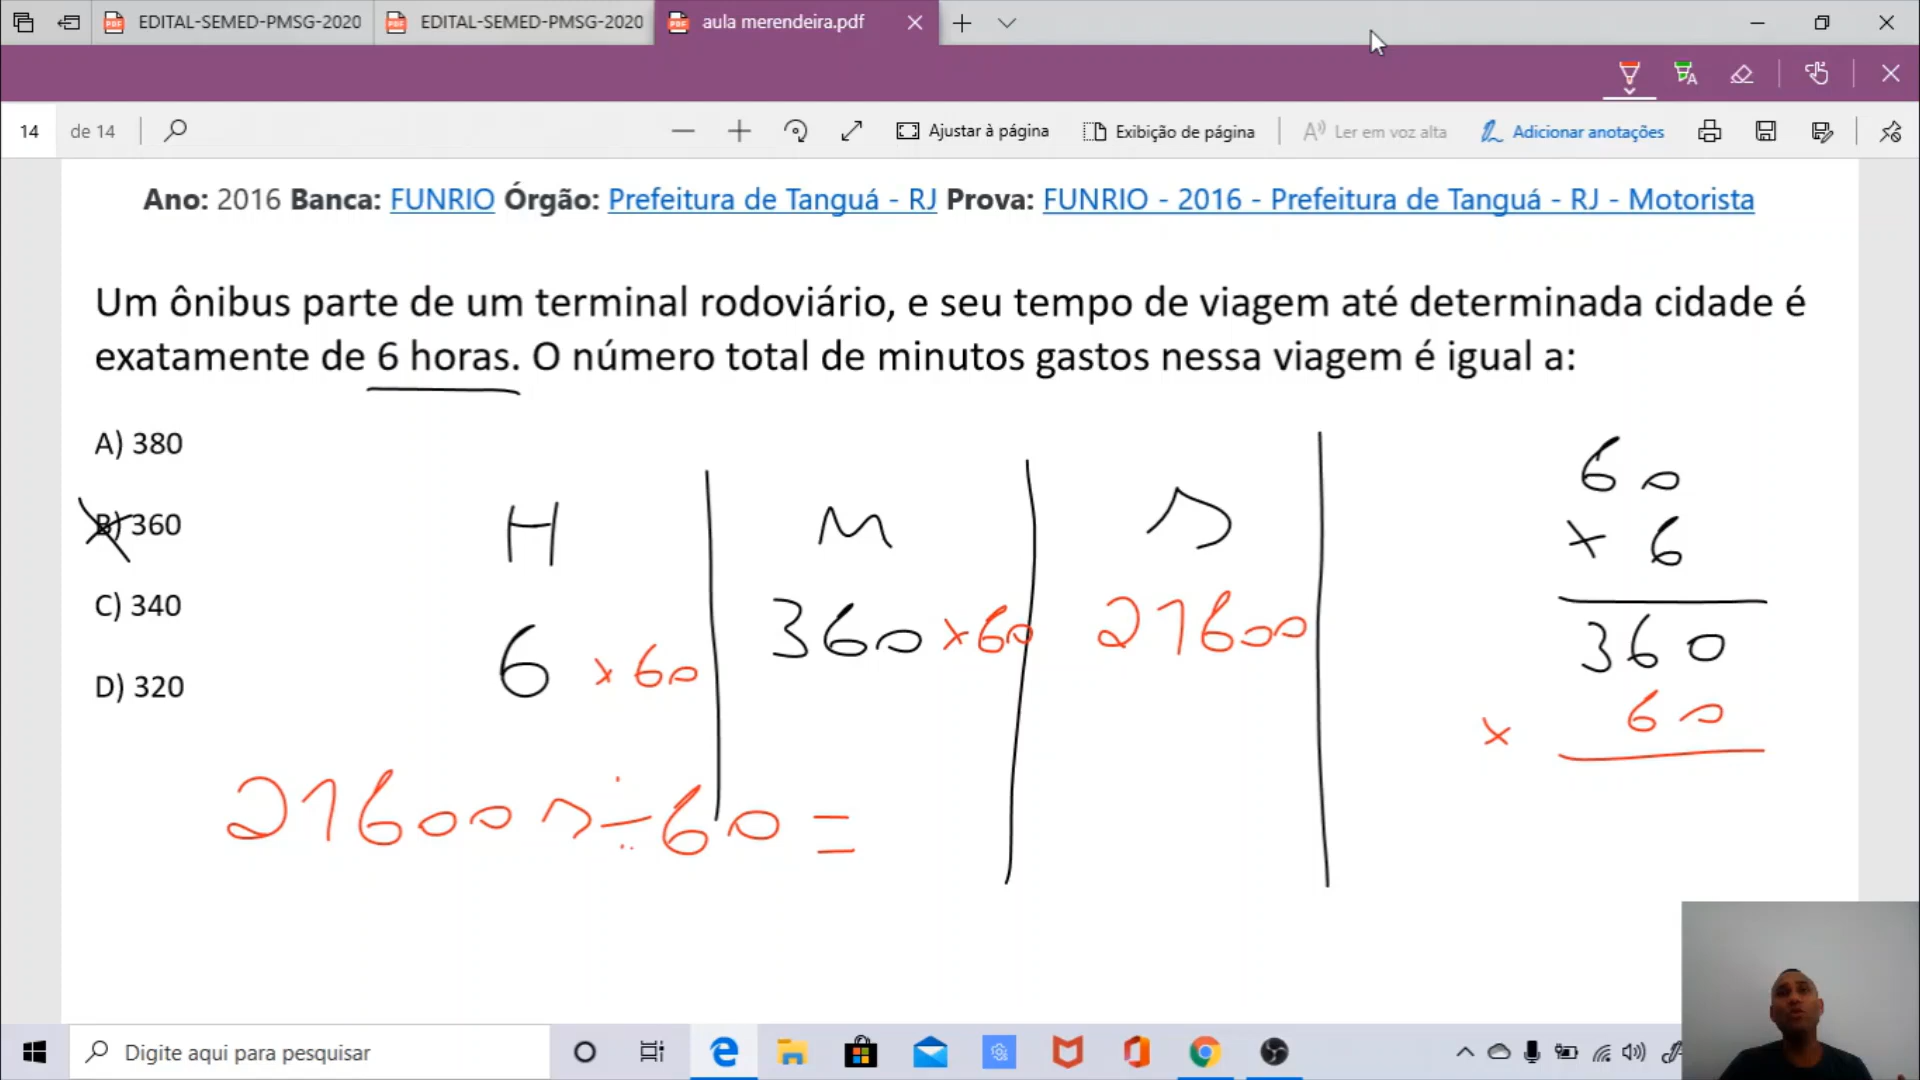 EDITAL-SEMED-PMSG-2020
EDITAL-SEMED-PMSG-2020
aula merendeira.pdf
14 de 14
Ajustar à página
Exibição de página
Ler em voz alta
Adicionar anotações
Ano: 2016 Banca: FUNRIO Órgão: Prefeitura de Tanguá - RJ Prova: FUNRIO - 2016 - Prefeitura de Tanguá - RJ - Motorista
Um ônibus parte de um terminal rodoviário, e seu tempo de viagem até determinada cidade é
exatamente de 6 horas. O número total de minutos gastos nessa viagem é igual a:
A) 380
B) 360
C) 340
D) 320
H M s
6 x60 360 x60 21600
60
x 6
360
x 60
21600 s ÷ 60 =
Digite aqui para pesquisar